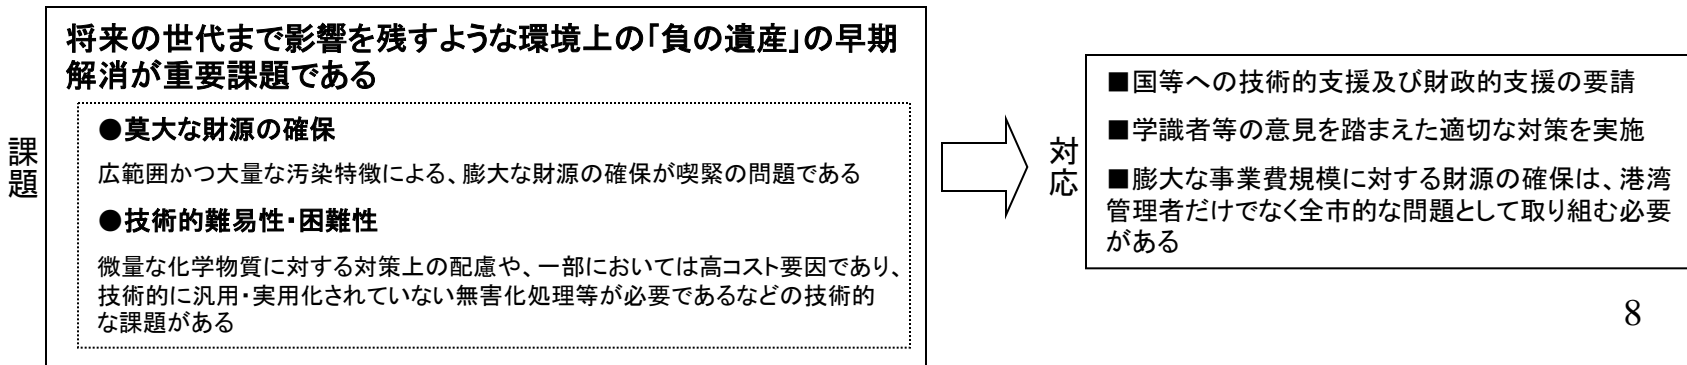 課題
将来の世代まで影響を残すような環境上の「負の遺産」の早期
解消が重要課題である
●莫大な財源の確保
広範囲かつ大量な汚染特徴による、膨大な財源の確保が喫緊の問題である
●技術的難易性・困難性
微量な化学物質に対する対策上の配慮や、一部においては高コスト要因であり、
技術的に汎用・実用化されていない無害化処理等が必要であるなどの技術的
な課題がある
対応
■国等への技術的支援及び財政的支援の要請
■学識者等の意見を踏まえた適切な対策を実施
■膨大な事業費規模に対する財源の確保は、港湾
管理者だけでなく全市的な問題として取り組む必要
がある
8